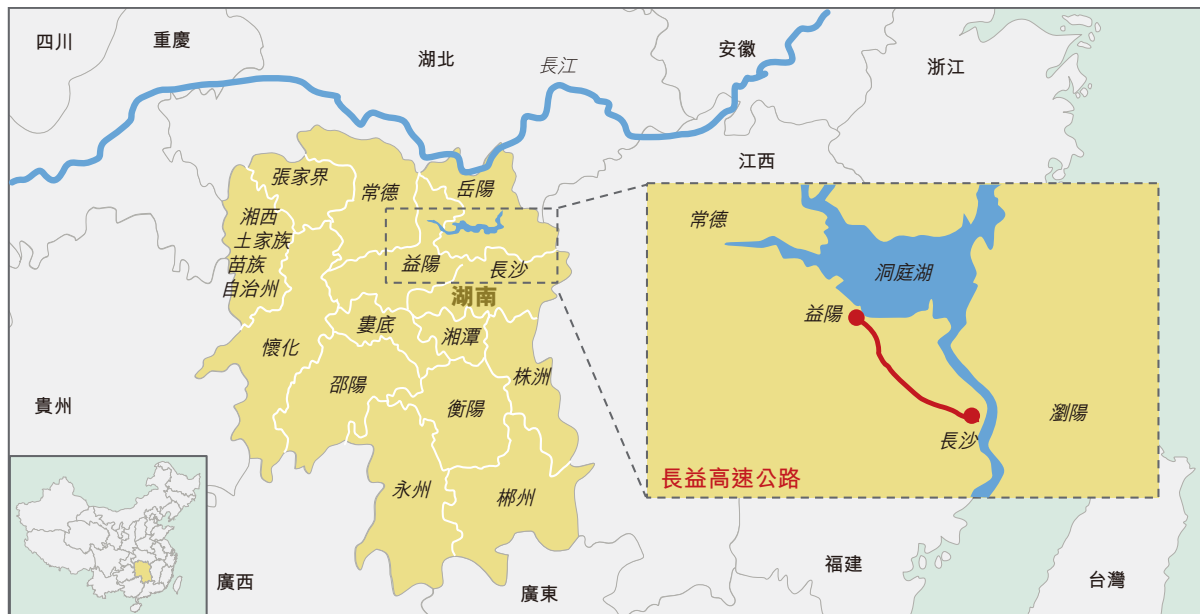 四川
重慶
湖北
長江
安徽
浙江
江西
張家界
常德
岳陽
湘西
土家族
苗族
自治州
益陽
長沙
湖南
婁底
湘潭
懷化
邵陽
株洲
衡陽
永州
郴州
貴州
廣西
廣東
福建
台灣
常德
洞庭湖
益陽
長沙
瀏陽
長益高速公路